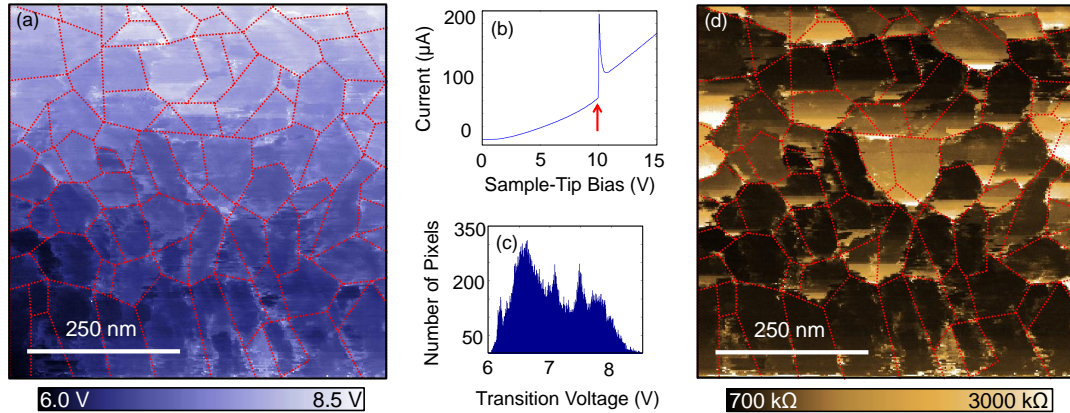 (a)
250 nm
6.0 V 8.5 V
(b)
Current (µA)
200
100
0
0 5 10 15
Sample-Tip Bias (V)
(c)
Number of Pixels
350
200
50
6 7 8
Transition Voltage (V)
(d)
250 nm
700 kΩ 3000 kΩ